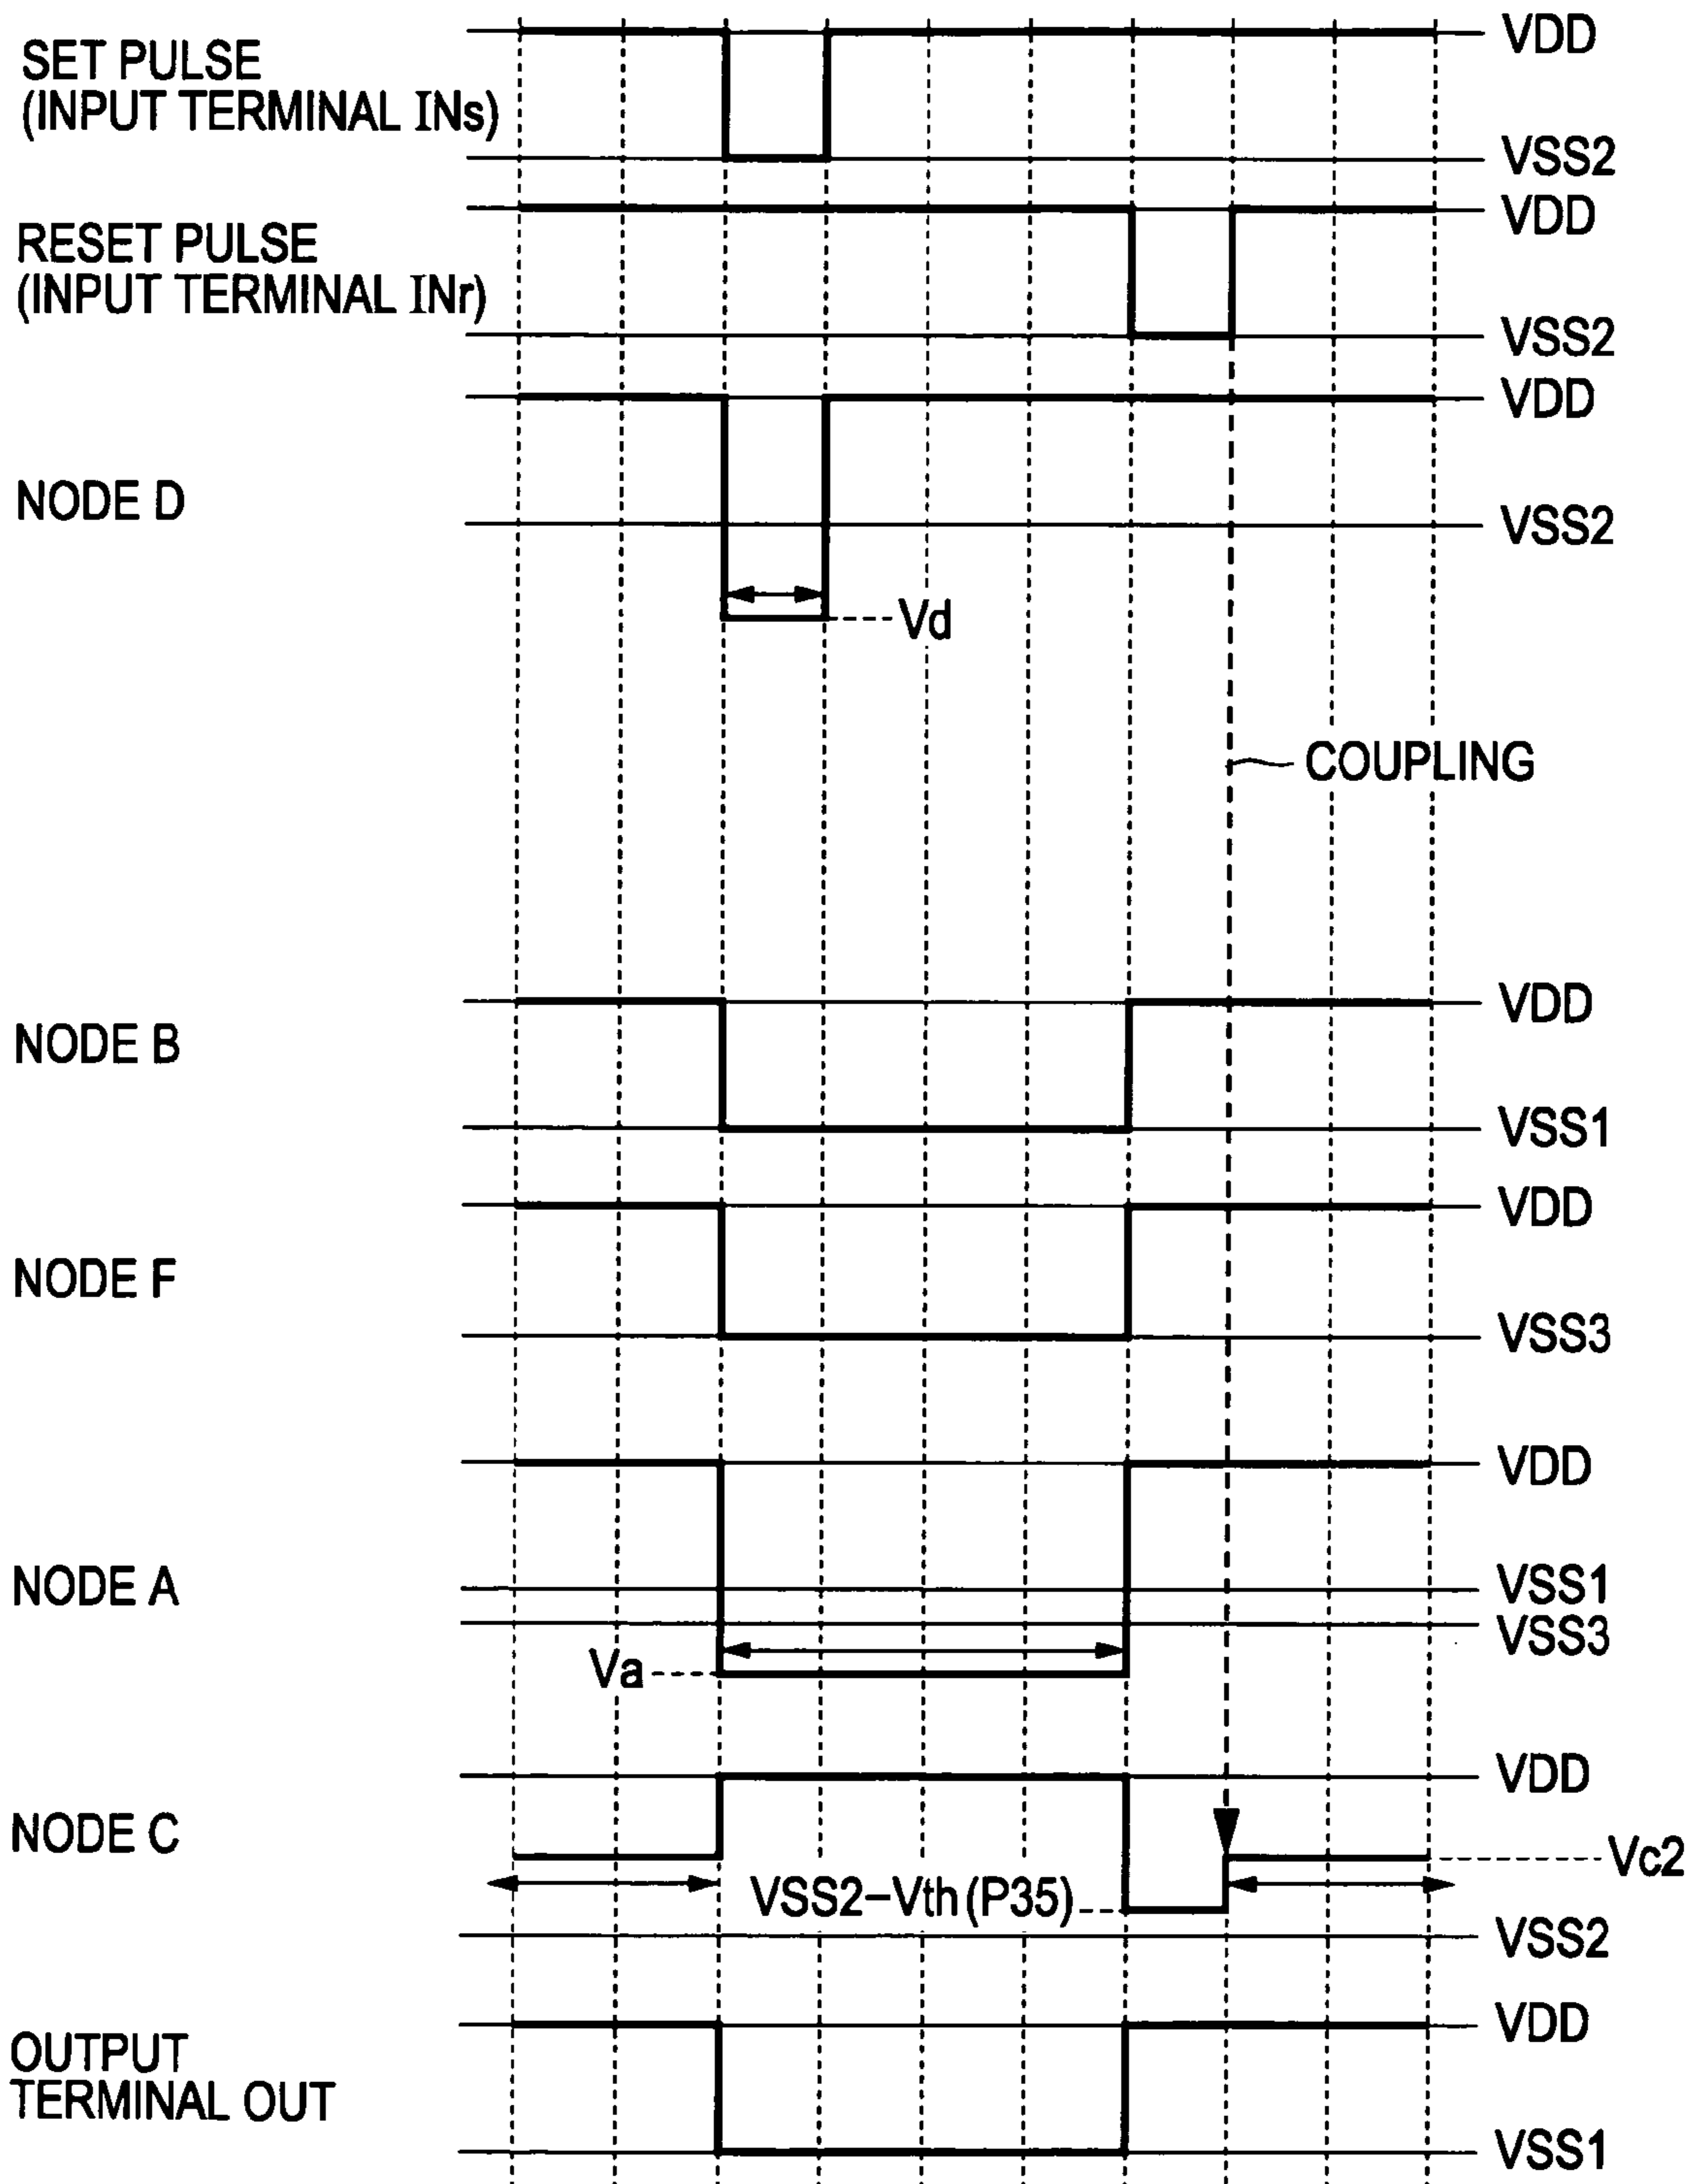 VDD
SET PULSE
(INPUT TERMINAL INs)
VSS2
VDD
RESET PULSE
(INPUT TERMINAL INr)
VSS2
VDD
NODE D
VSS2
Vd
COUPLING
VDD
NODE B
VSS1
VDD
NODE F
VSS3
VDD
NODE A
VSS1
VSS3
Va
VDD
NODE C
Vc2
VSS2-Vth (P35)
VSS2
VDD
OUTPUT
TERMINAL OUT
VSS1